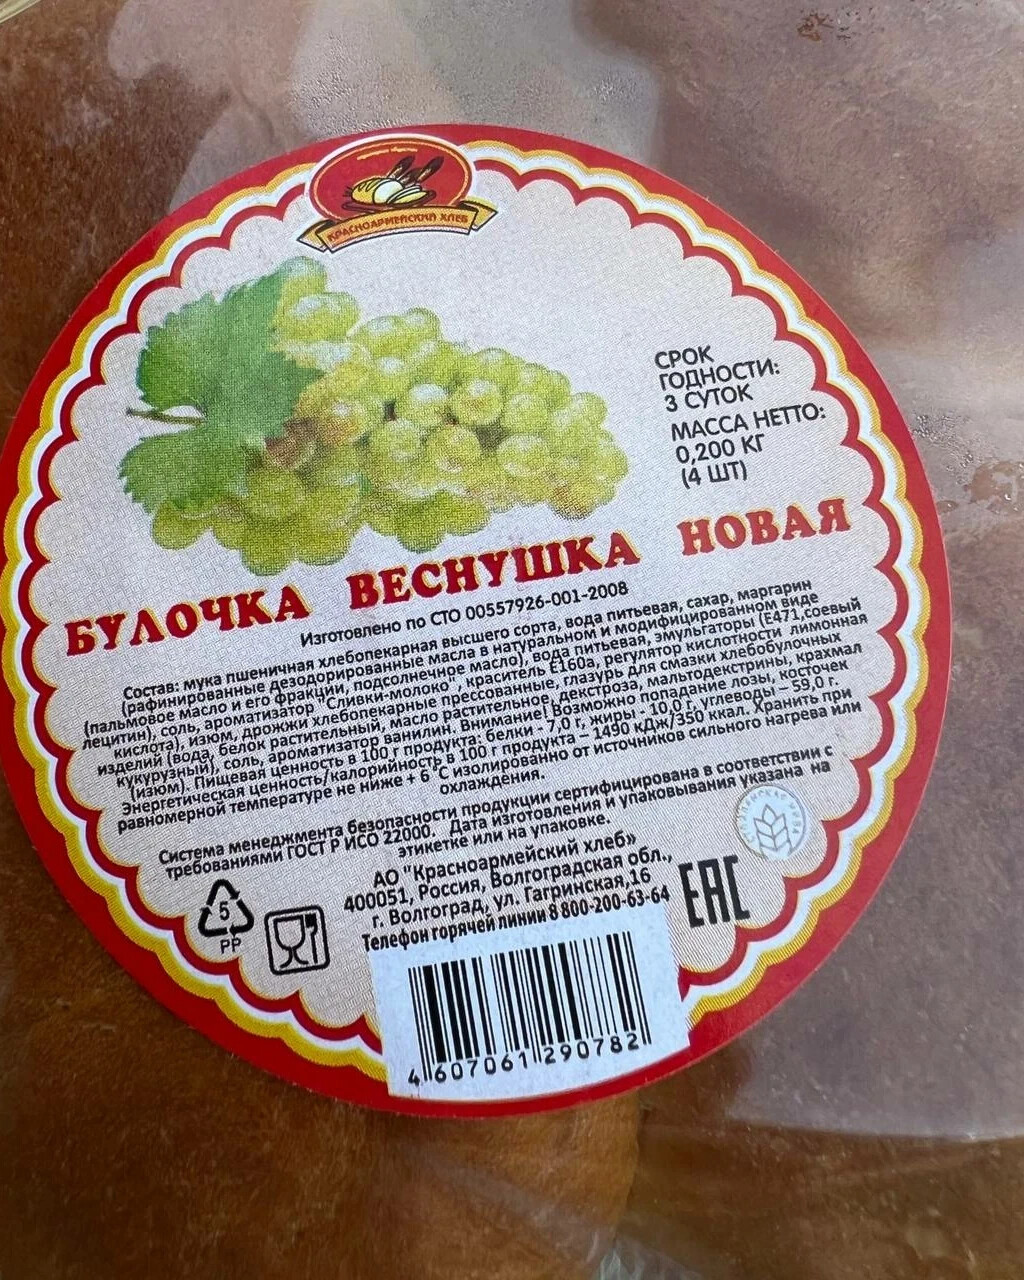 КРАСНОАРМЕЙСКИЙ ХЛЕБ
СРОК
ГОДНОСТИ:
3 СУТОК
МАССА НЕТТО:
0,200 КГ
(4 ШТ)
БУЛОЧКА ВЕСНУШКА НОВАЯ
Изготовлено по СТО 00557926-001-2008
Состав: мука пшеничная хлебопекарная высшего сорта, вода питьевая, сахар, маргарин
(рафинированные дезодорированные масла в натуральном и модифицированном виде
(пальмовое масло и его фракции, подсолнечное масло), вода питьевая, эмульгаторы (Е471,соевый
лецитин), соль, ароматизатор "Сливки-молоко", краситель Е160а, регулятор кислотности лимонная
кислота), изюм, дрожжи хлебопекарные прессованные, глазурь для смазки хлебобулочных
изделий (вода, белок растительный, масло растительное, декстроза, мальтодекстрины, крахмал
кукурузный), соль, ароматизатор ванилин. Внимание! Возможно попадание лозы, косточек
(изюм). Пищевая ценность в 100 г продукта: белки - 7,0 г, жиры - 10,0 г, углеводы – 59,0 г.
Энергетическая ценность/калорийность в 100 г продукта – 1490 кДж/350 ккал. Хранить при
равномерной температуре не ниже + 6 °С изолированно от источников сильного нагрева или
охлаждения.
Система менеджмента безопасности продукции сертифицирована в соответствии с
требованиями ГОСТ Р ИСО 22000. Дата изготовления и упаковывания указана на
этикетке или на упаковке.
АО "Красноармейский хлеб»
400051, Россия, Волгоградская обл.,
г. Волгоград, ул. Гагринская,16
Телефон горячей линии 8 800-200-63-64
5
PP
ЕАС
4 607061 290782